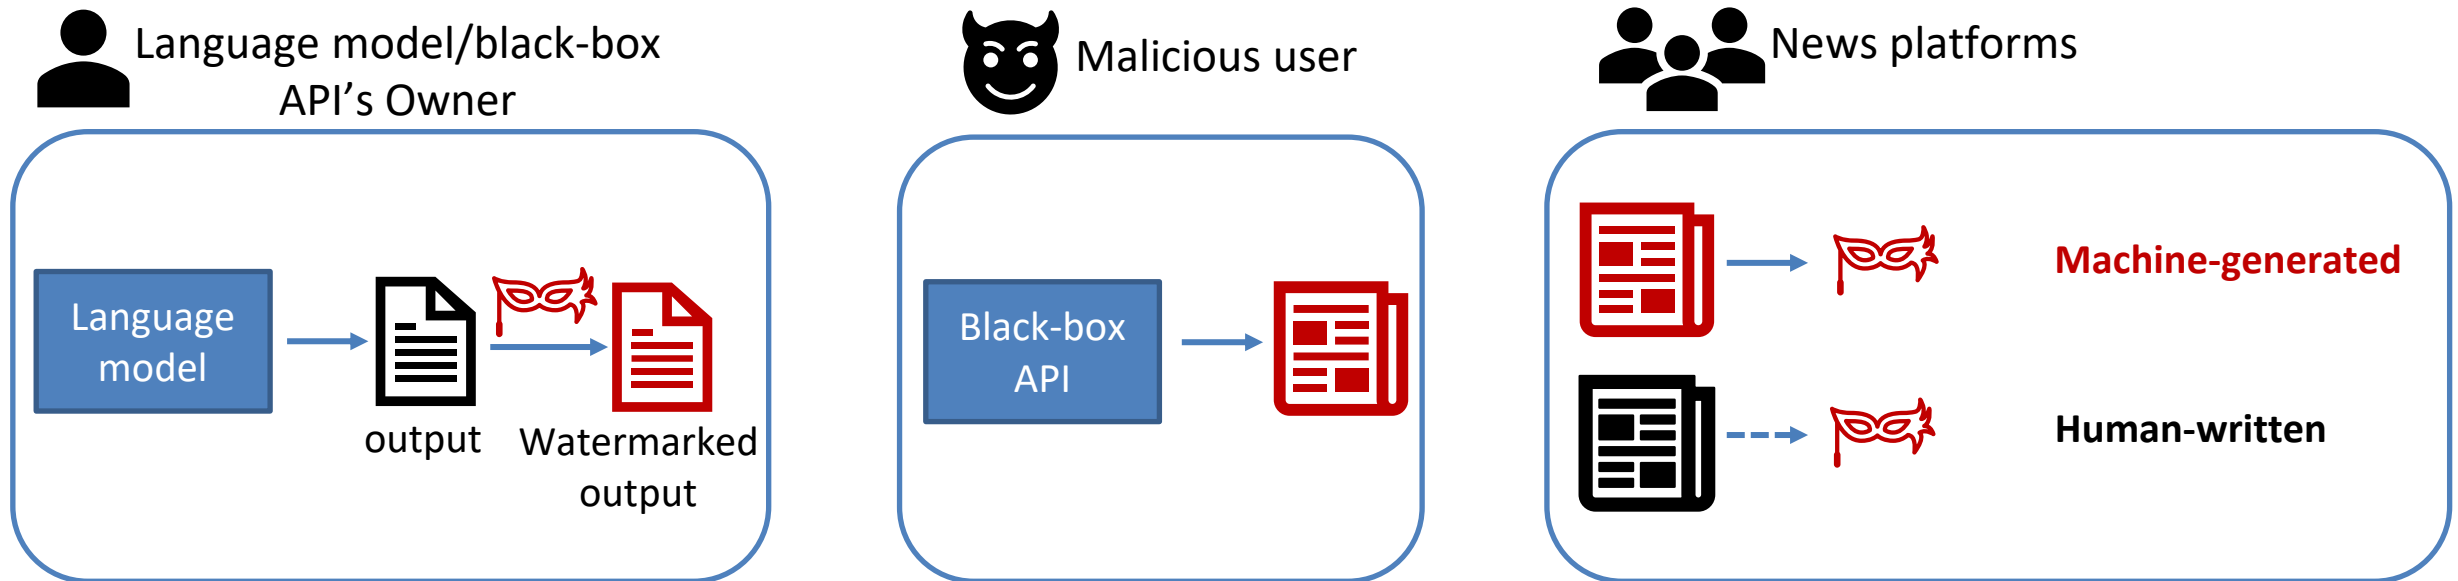 Language model/black-box
API’s Owner
Malicious user
News platforms
Language
model
output
Watermarked
output
Black-box
API
Machine-generated
Human-written